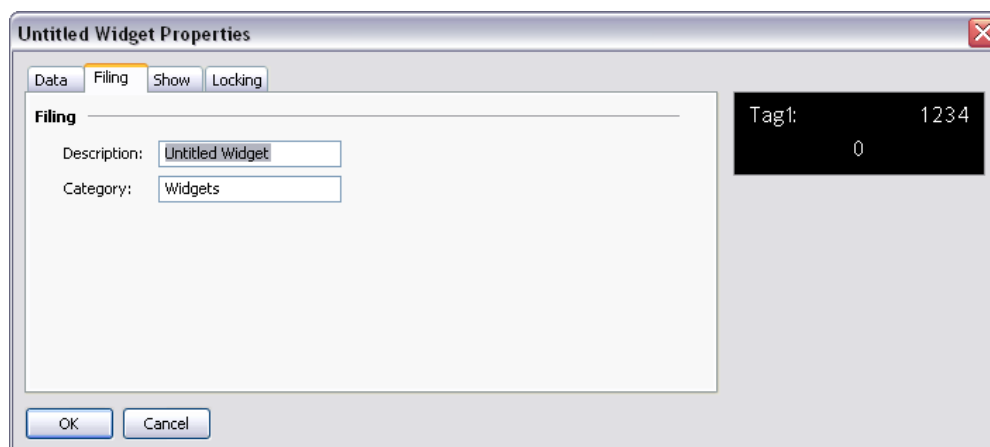 Untitled Widget Properties
Data Filing Show Locking
Filing
Description: Untitled Widget
Category: Widgets
Tag1: 1234
0
OK Cancel